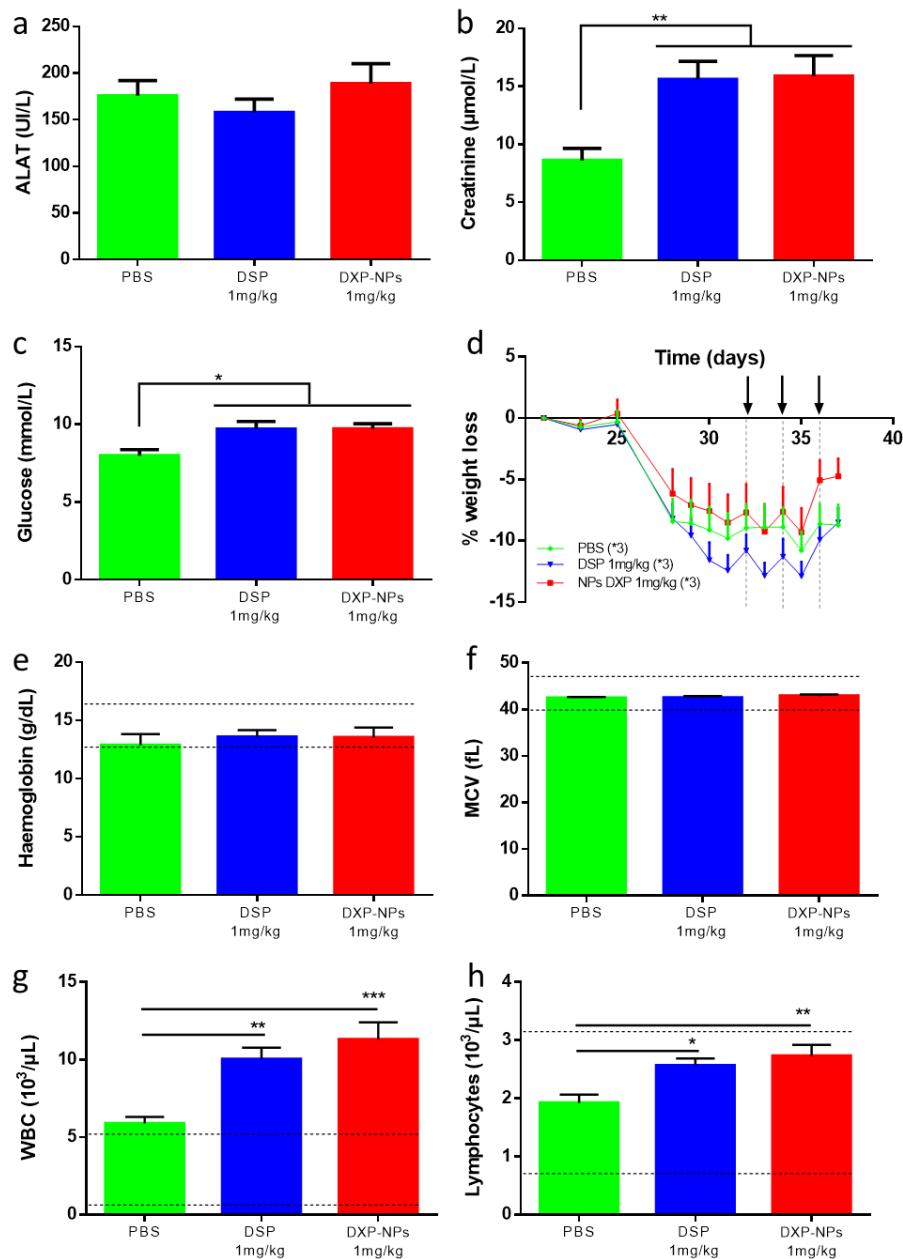 a
ALAT (UI/L)
250
200
150
100
50
0
PBS
DSP
1mg/kg
DXP-NPs
1mg/kg
b
Creatinine (µmol/L)
20
15
10
5
0
**
PBS
DSP
1mg/kg
DXP-NPs
1mg/kg
c
Glucose (mmol/L)
15
10
5
0
*
PBS
DSP
1mg/kg
DXP-NPs
1mg/kg
d
Time (days)
% weight loss
5
0
-5
-10
-15
25
30
35
40
PBS (*3)
DSP 1mg/kg (*3)
NPs DXP 1mg/kg (*3)
e
Haemoglobin (g/dL)
20
15
10
5
0
PBS
DSP
1mg/kg
DXP-NPs
1mg/kg
f
MCV (fL)
50
40
30
20
10
0
PBS
DSP
1mg/kg
DXP-NPs
1mg/kg
g
WBC (10³/µL)
15
10
5
0
***
**
PBS
DSP
1mg/kg
DXP-NPs
1mg/kg
h
Lymphocytes (10³/µL)
4
3
2
1
0
**
*
PBS
DSP
1mg/kg
DXP-NPs
1mg/kg